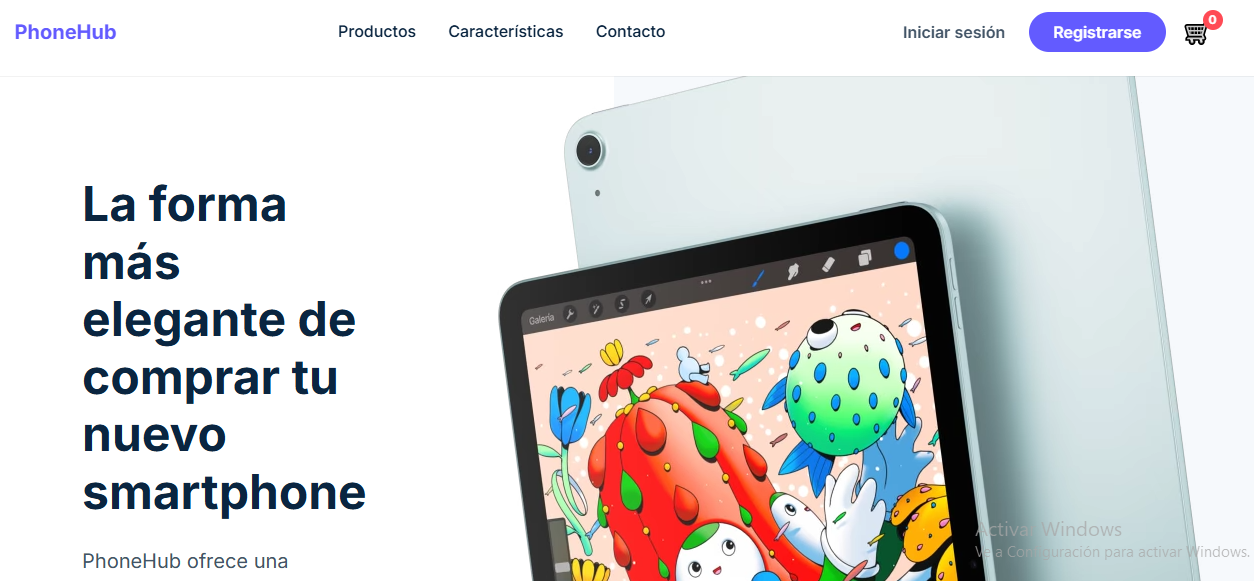 PhoneHub
Productos
Características
Contacto
Iniciar sesión
Registrarse
0
La forma
más
elegante de
comprar tu
nuevo
smartphone
PhoneHub ofrece una
Galería
Activar Windows
Ve a Configuración para activar Windows.